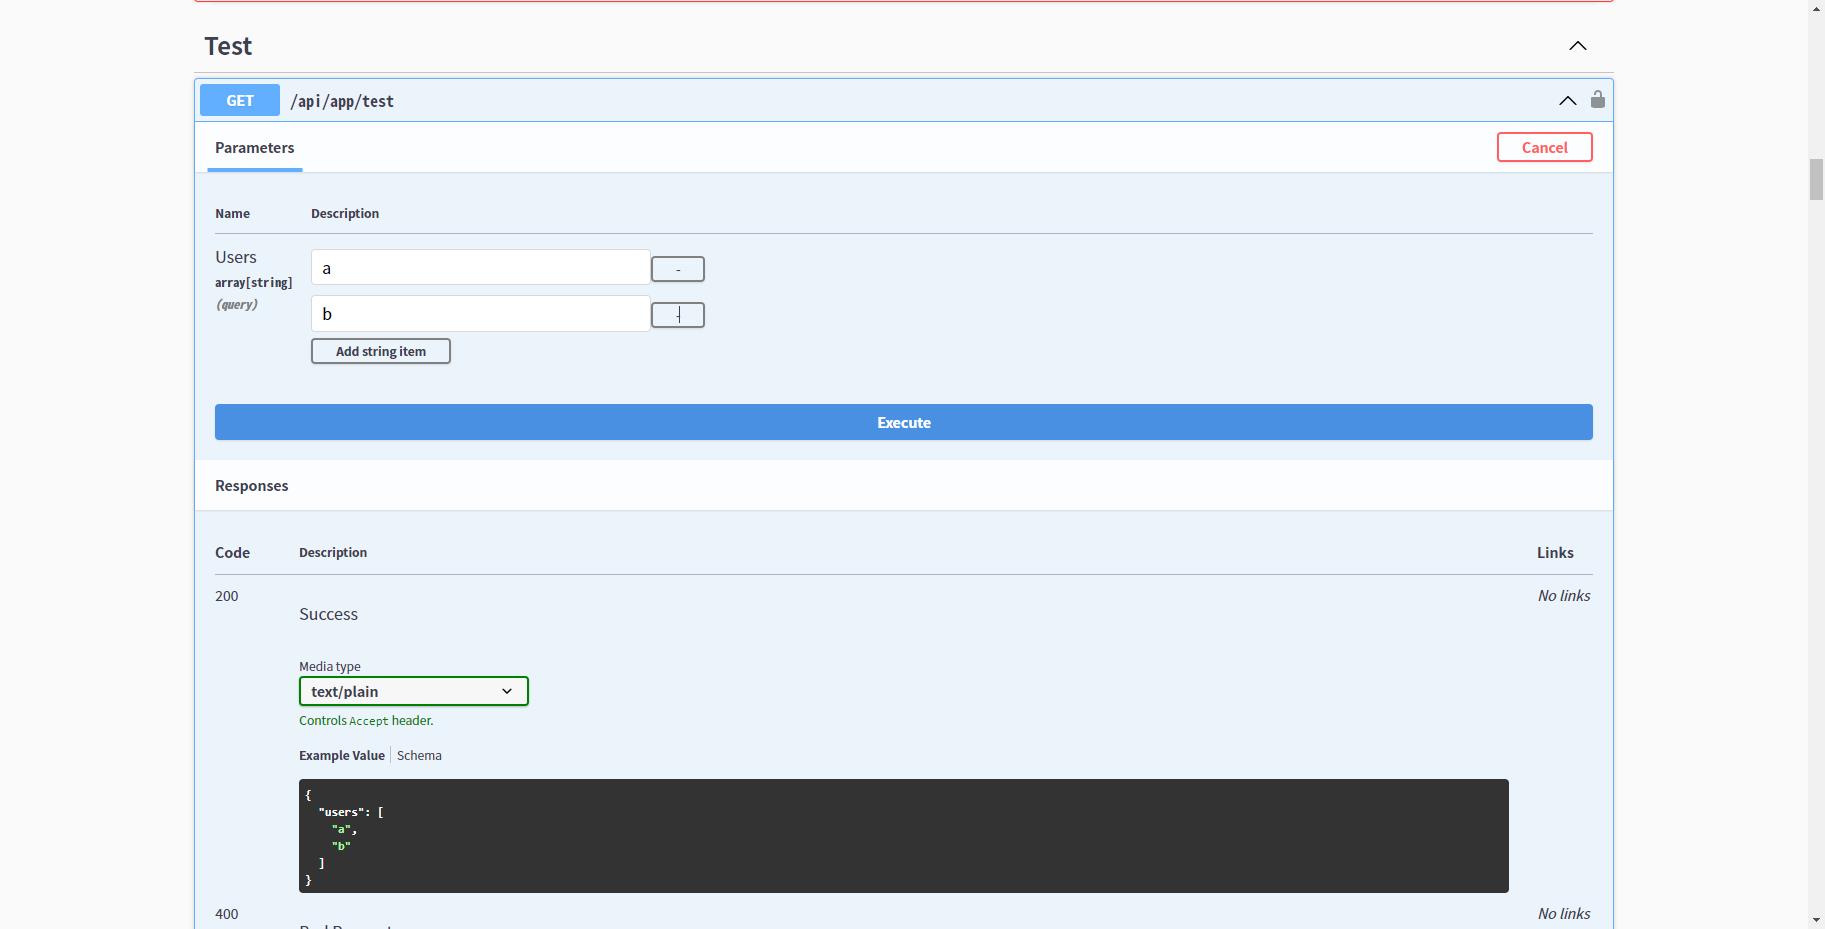 Test
GET /api/app/test
Parameters Cancel
Name Description
Users
array[string]
(query)
a -
b -
Add string item
Execute
Responses
Code Description Links
200 No links
Success
Media type
text/plain
Controls Accept header.
Example Value Schema
{
"users": [
"a",
"b"
]
}
400 No links